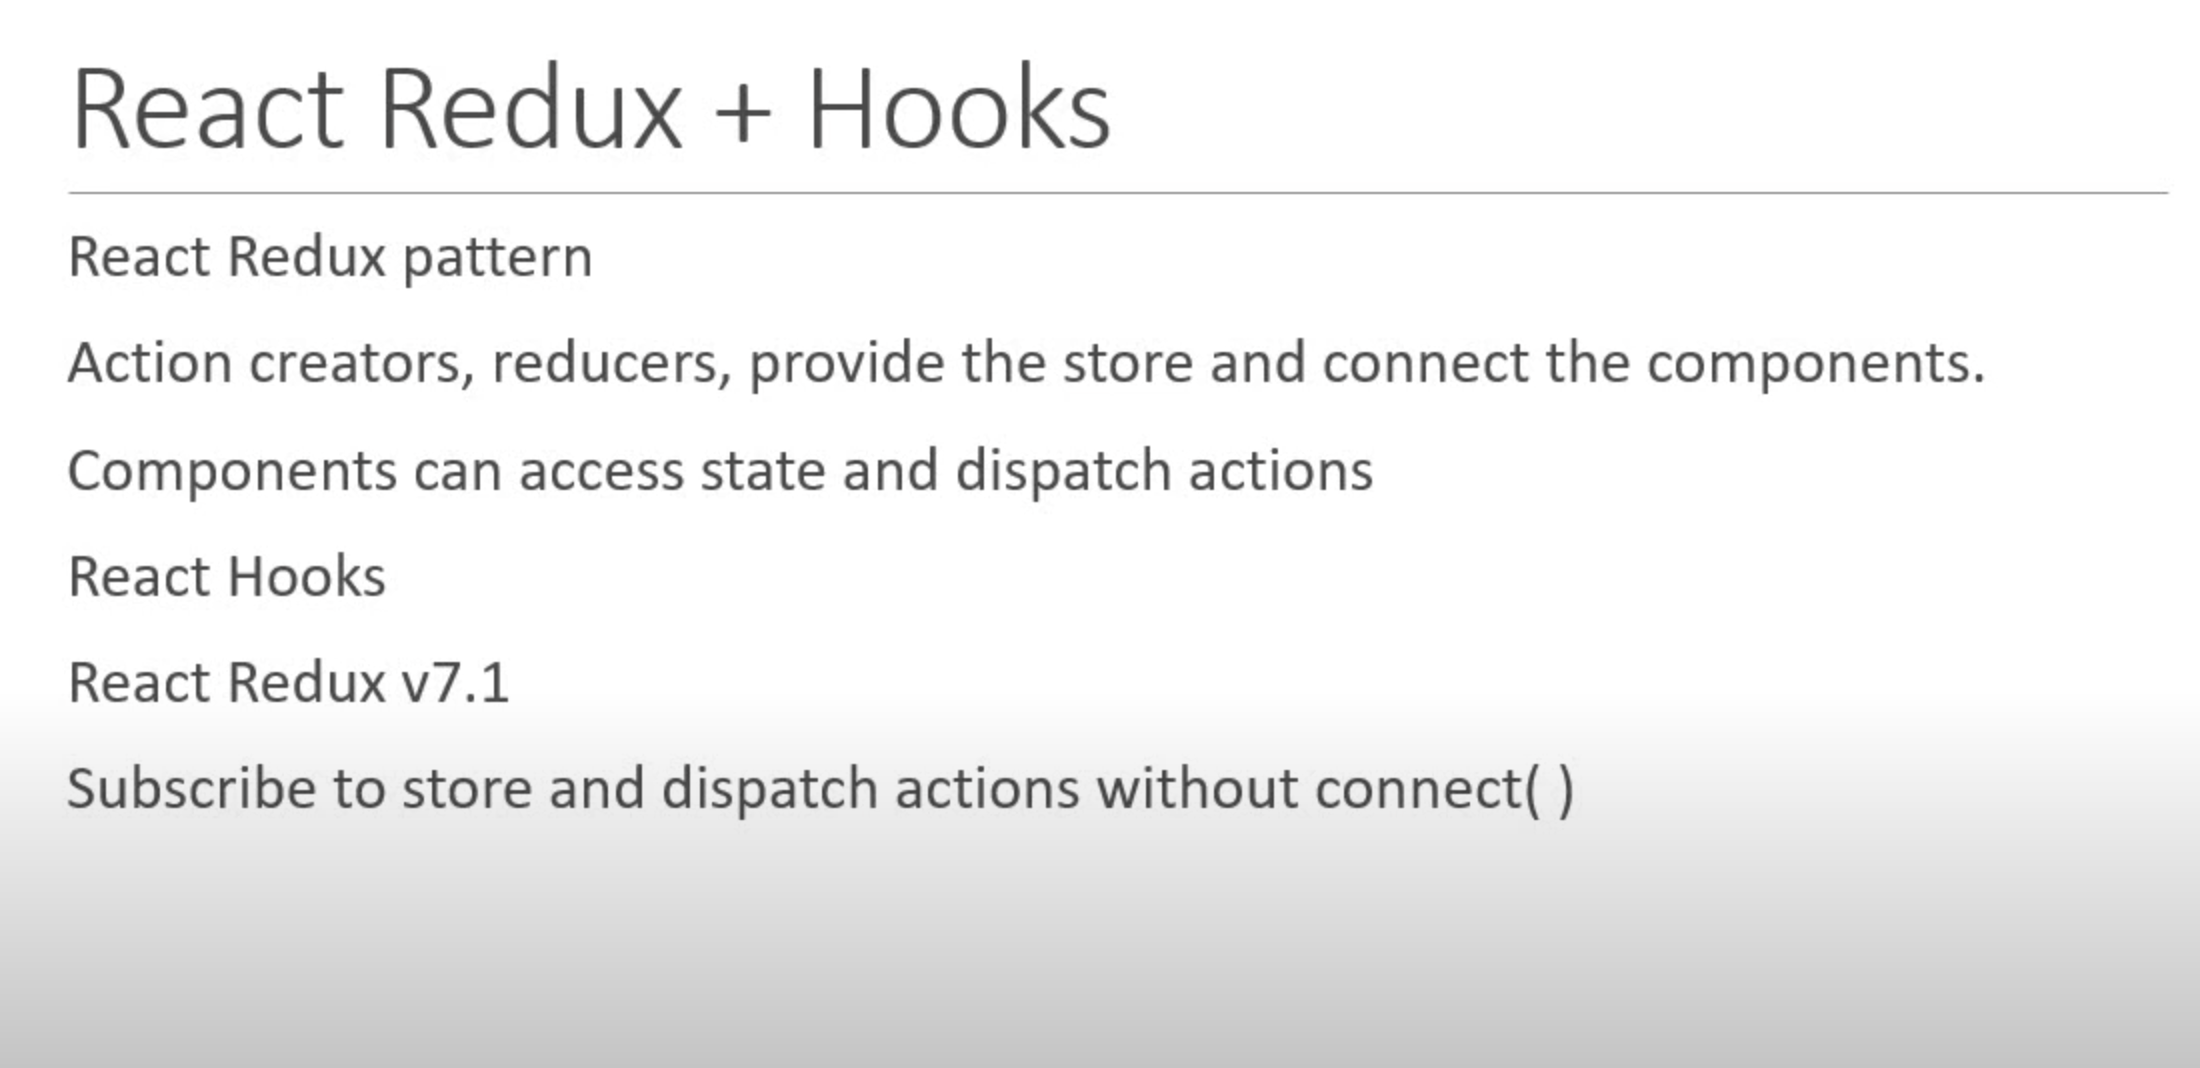 React Redux + Hooks
React Redux pattern
Action creators, reducers, provide the store and connect the components.
Components can access state and dispatch actions
React Hooks
React Redux v7.1
Subscribe to store and dispatch actions without connect( )